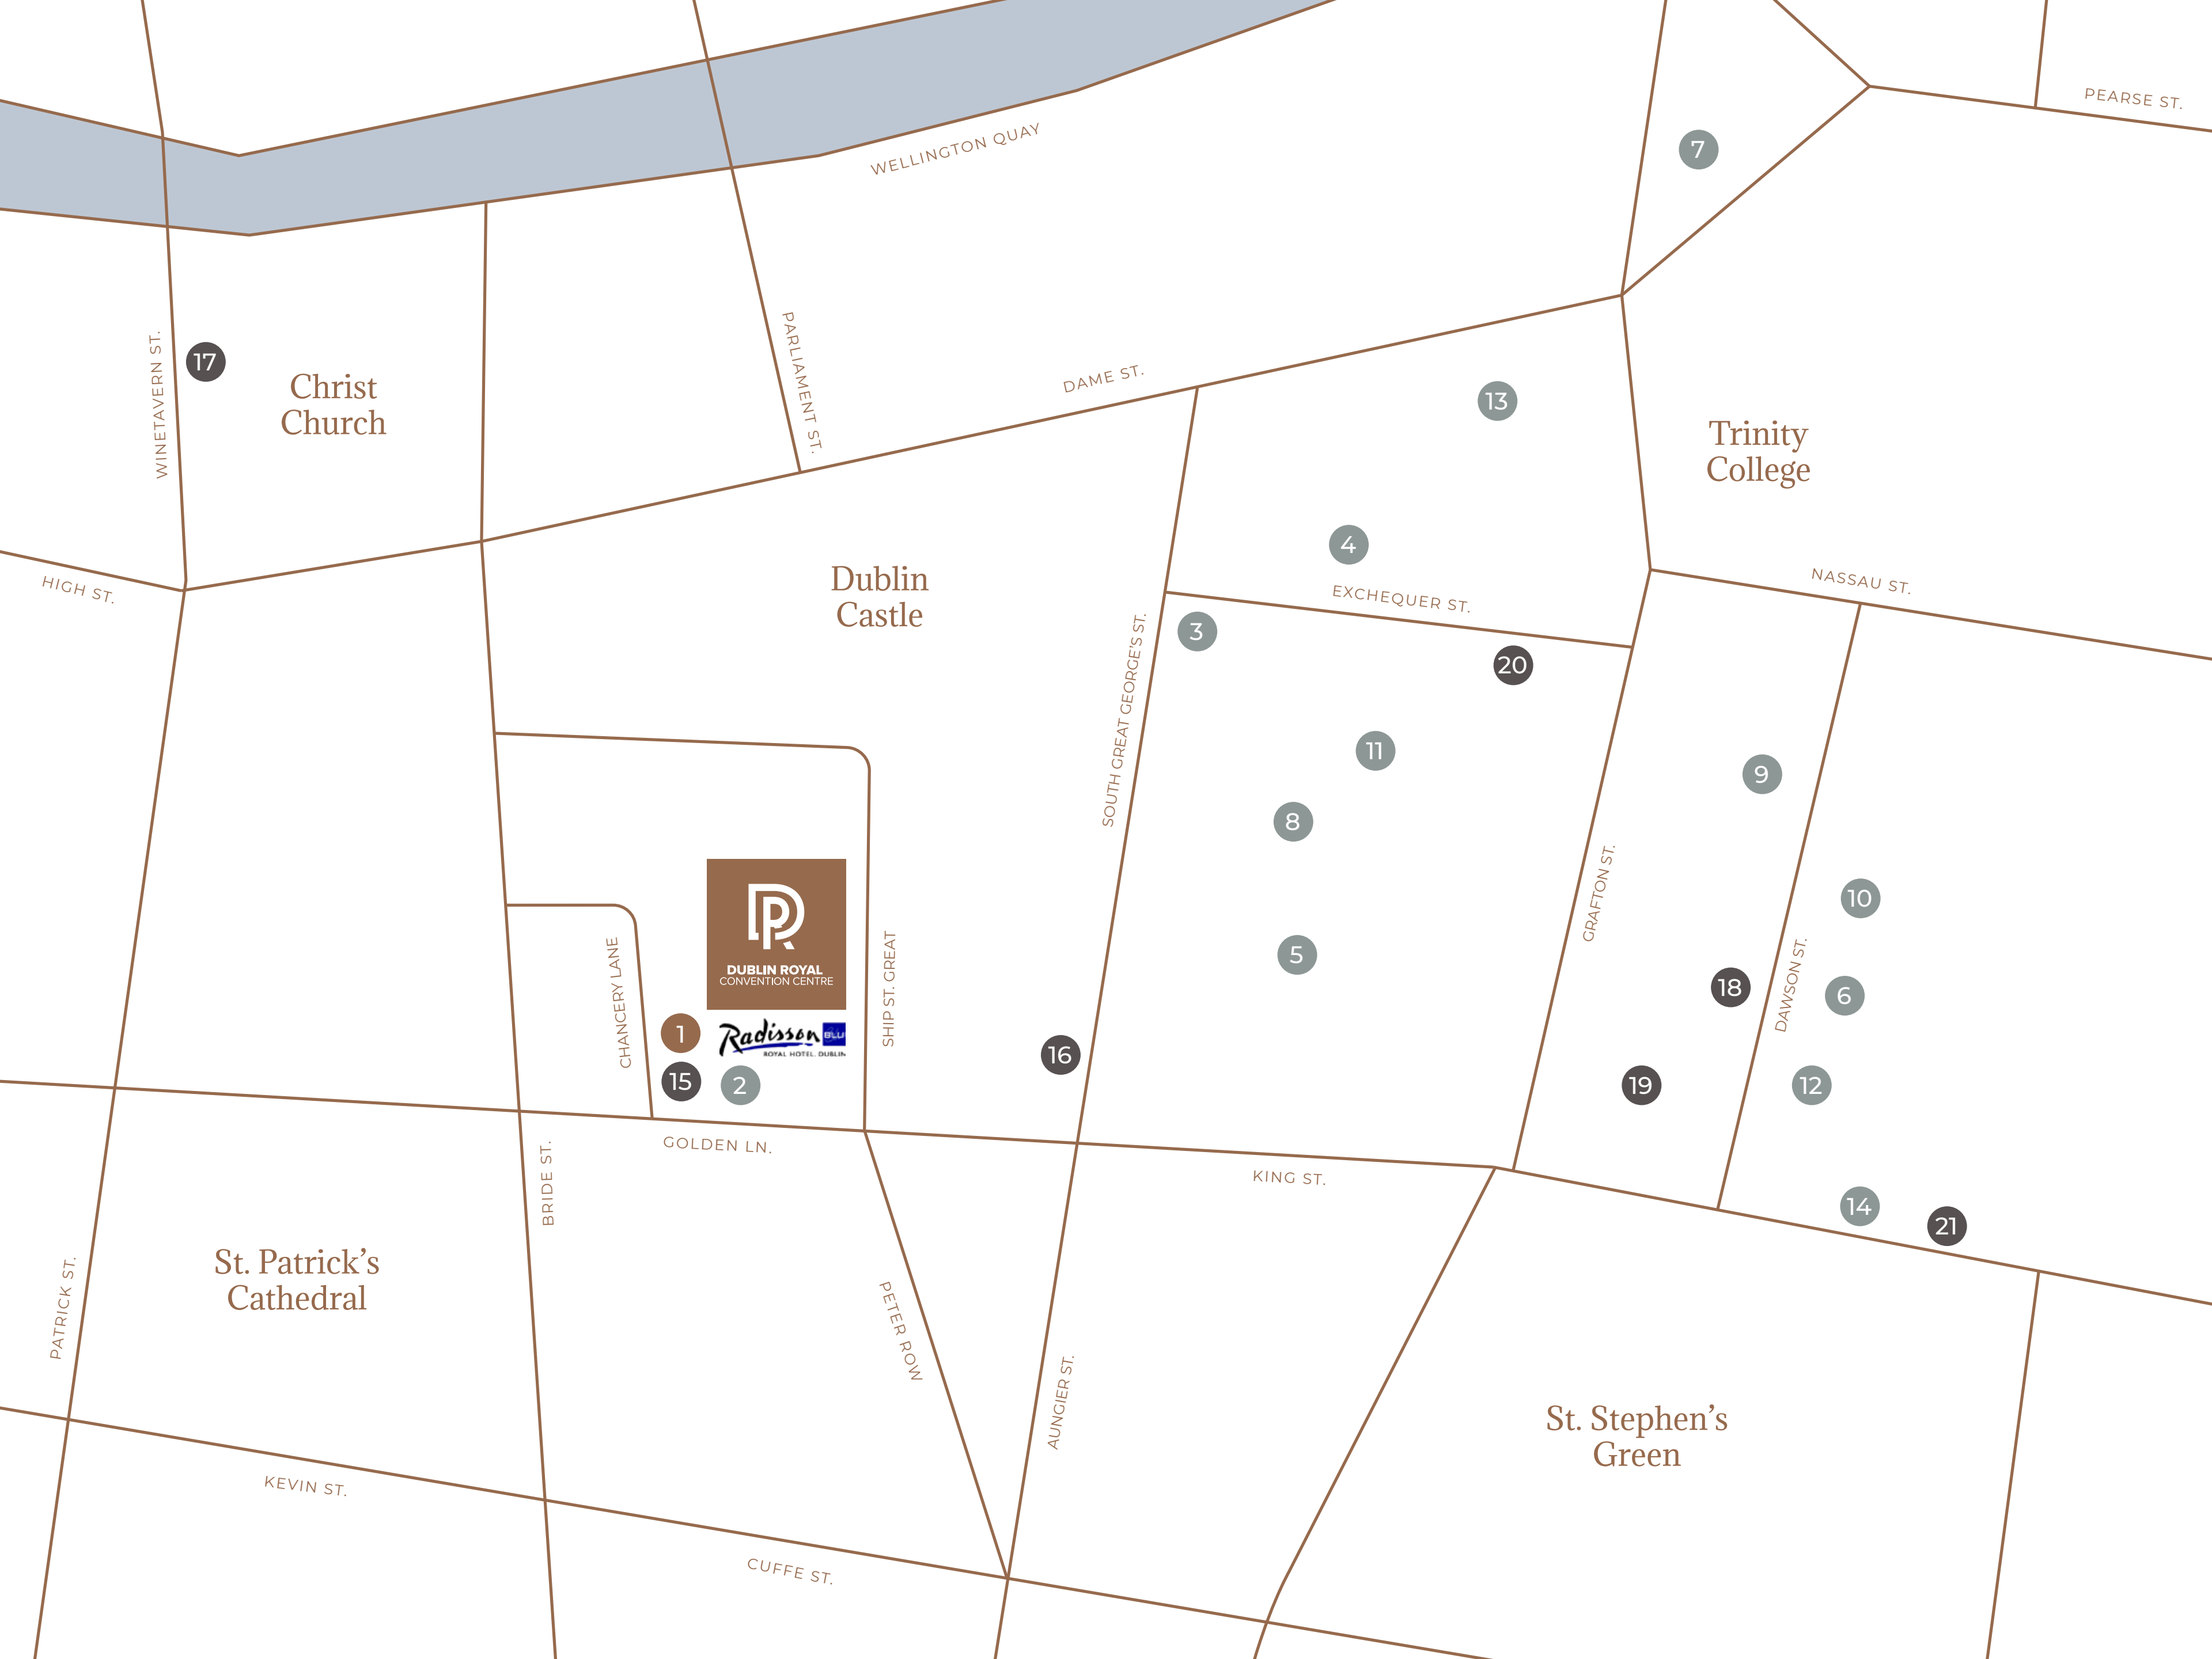 PEARSE ST.
WELLINGTON QUAY
7
WINETAVERN ST.
17
Christ
Church
PARLIAMENT ST.
DAME ST.
13
Trinity
College
4
HIGH ST.
Dublin
Castle
EXCHEQUER ST.
NASSAU ST.
3
SOUTH GREAT GEORGE'S ST.
20
11
9
8
GRAFTON ST.
10
5
DUBLIN ROYAL
CONVENTION CENTRE
CHANCERY LANE
SHIP ST. GREAT
18
DAWSON ST.
6
1
Radisson BLU
ROYAL HOTEL, DUBLIN
16
15
2
19
12
GOLDEN LN.
KING ST.
BRIDE ST.
14
21
St. Patrick’s
Cathedral
PATRICK ST.
PETER ROW
AUNGIER ST.
St. Stephen’s
Green
KEVIN ST.
CUFFE ST.